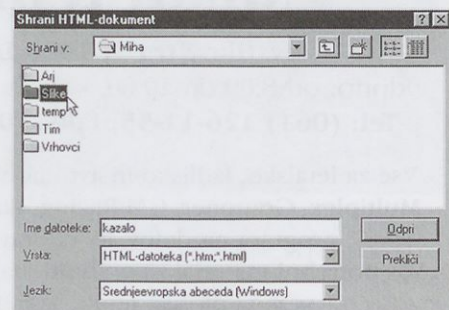 Shrani HTML-dokument
Shrani v: Miha
Arj
Slike
temp
Tim
Vrhovci
Ime datoteke: kazalo Odpri
Vrsta: HTML-datoteka (*.htm;*.html) Prekliči
Jezik: Srednjeevropska abeceda (Windows)